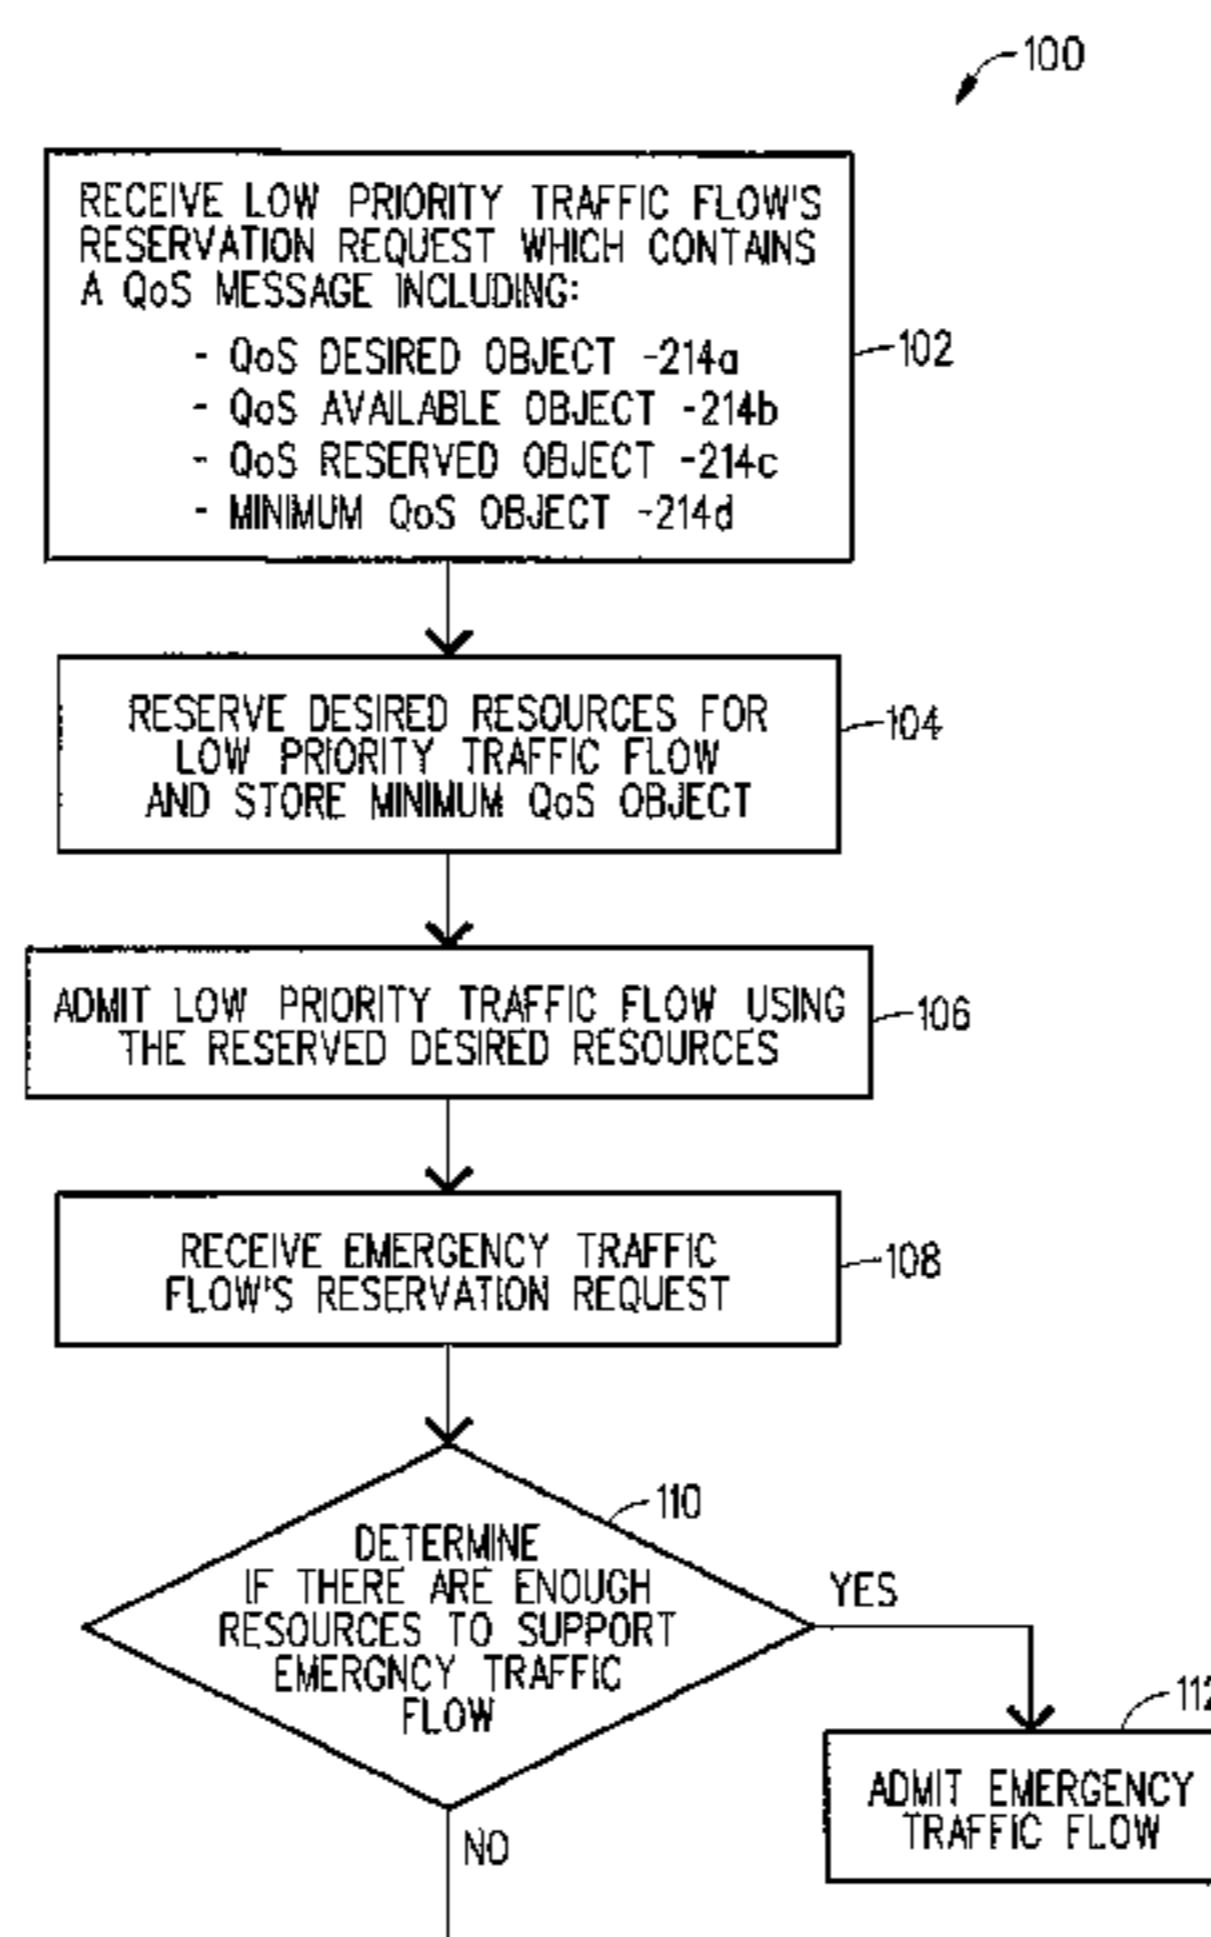 100
RECEIVE LOW PRIORITY TRAFFIC FLOW'S
RESERVATION REQUEST WHICH CONTAINS
A QoS MESSAGE INCLUDING:
- QoS DESIRED OBJECT -214a
- QoS AVAILABLE OBJECT -214b
- QoS RESERVED OBJECT -214c
- MINIMUM QoS OBJECT -214d
102
RESERVE DESIRED RESOURCES FOR
LOW PRIORITY TRAFFIC FLOW
AND STORE MINIMUM QoS OBJECT
104
ADMIT LOW PRIORITY TRAFFIC FLOW USING
THE RESERVED DESIRED RESOURCES
106
RECEIVE EMERGENCY TRAFFIC
FLOW'S RESERVATION REQUEST
108
110
DETERMINE
IF THERE ARE ENOUGH
RESOURCES TO SUPPORT
EMERGNCY TRAFFIC
FLOW
YES
112
ADMIT EMERGENCY
TRAFFIC FLOW
NO